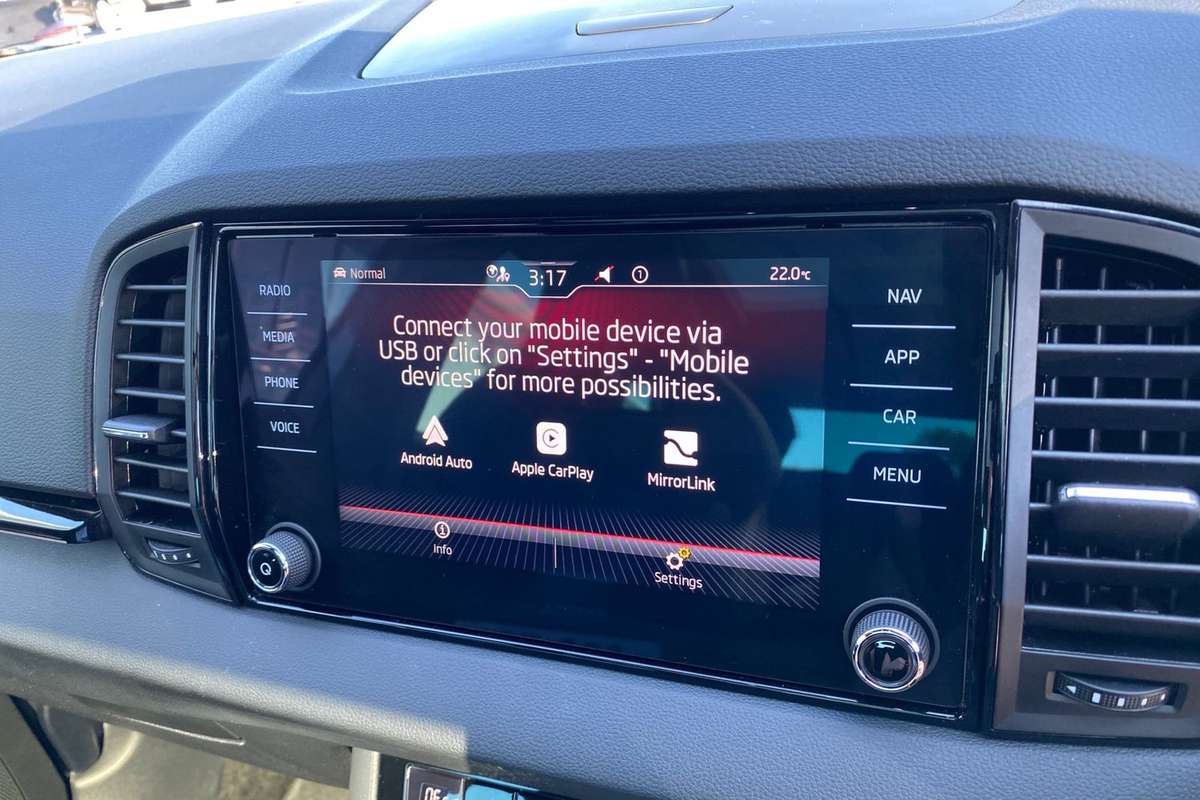 RADIO
MEDIA
PHONE
VOICE
Normal
3:17
1
22.0°C
Connect your mobile device via
USB or click on "Settings" - "Mobile
devices" for more possibilities.
Android Auto
Apple CarPlay
MirrorLink
Info
Settings
NAV
APP
CAR
MENU